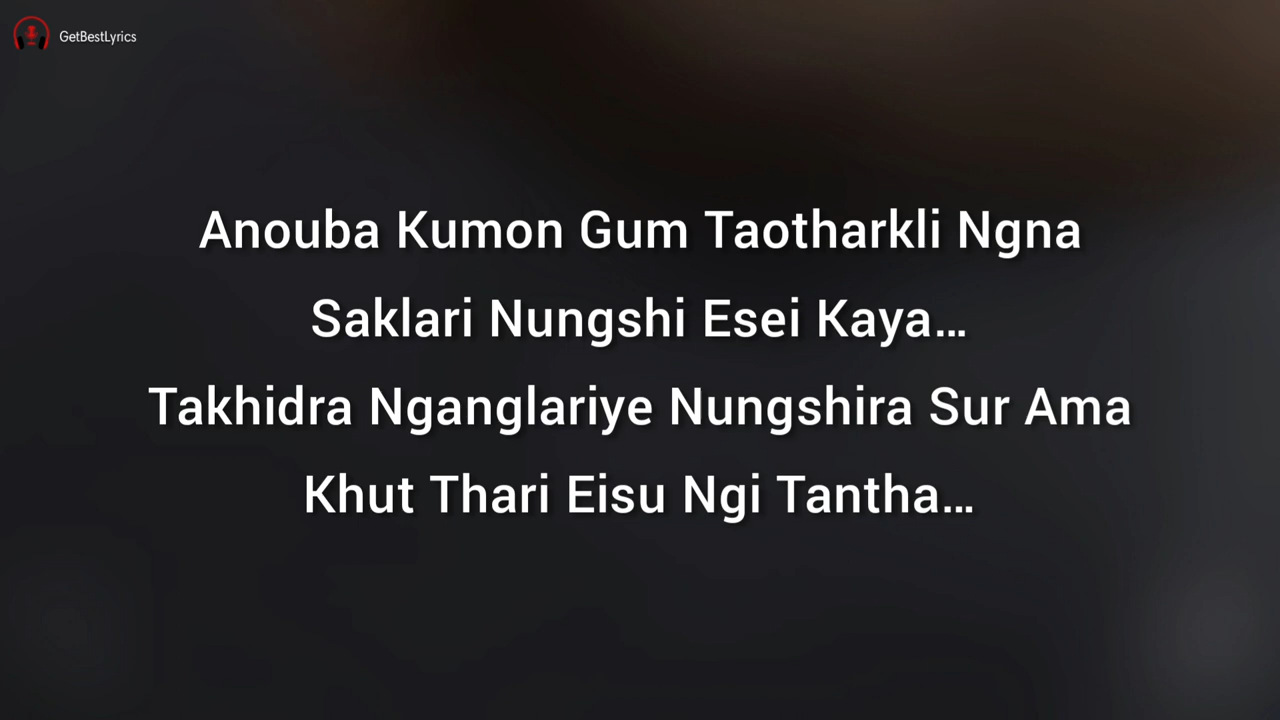 GetBestLyrics
Anouba Kumon Gum Taotharkli Ngna
Saklari Nungshi Esei Kaya...
Takhidra Nganglariye Nungshira Sur Ama
Khut Thari Eisu Ngi Tantha...